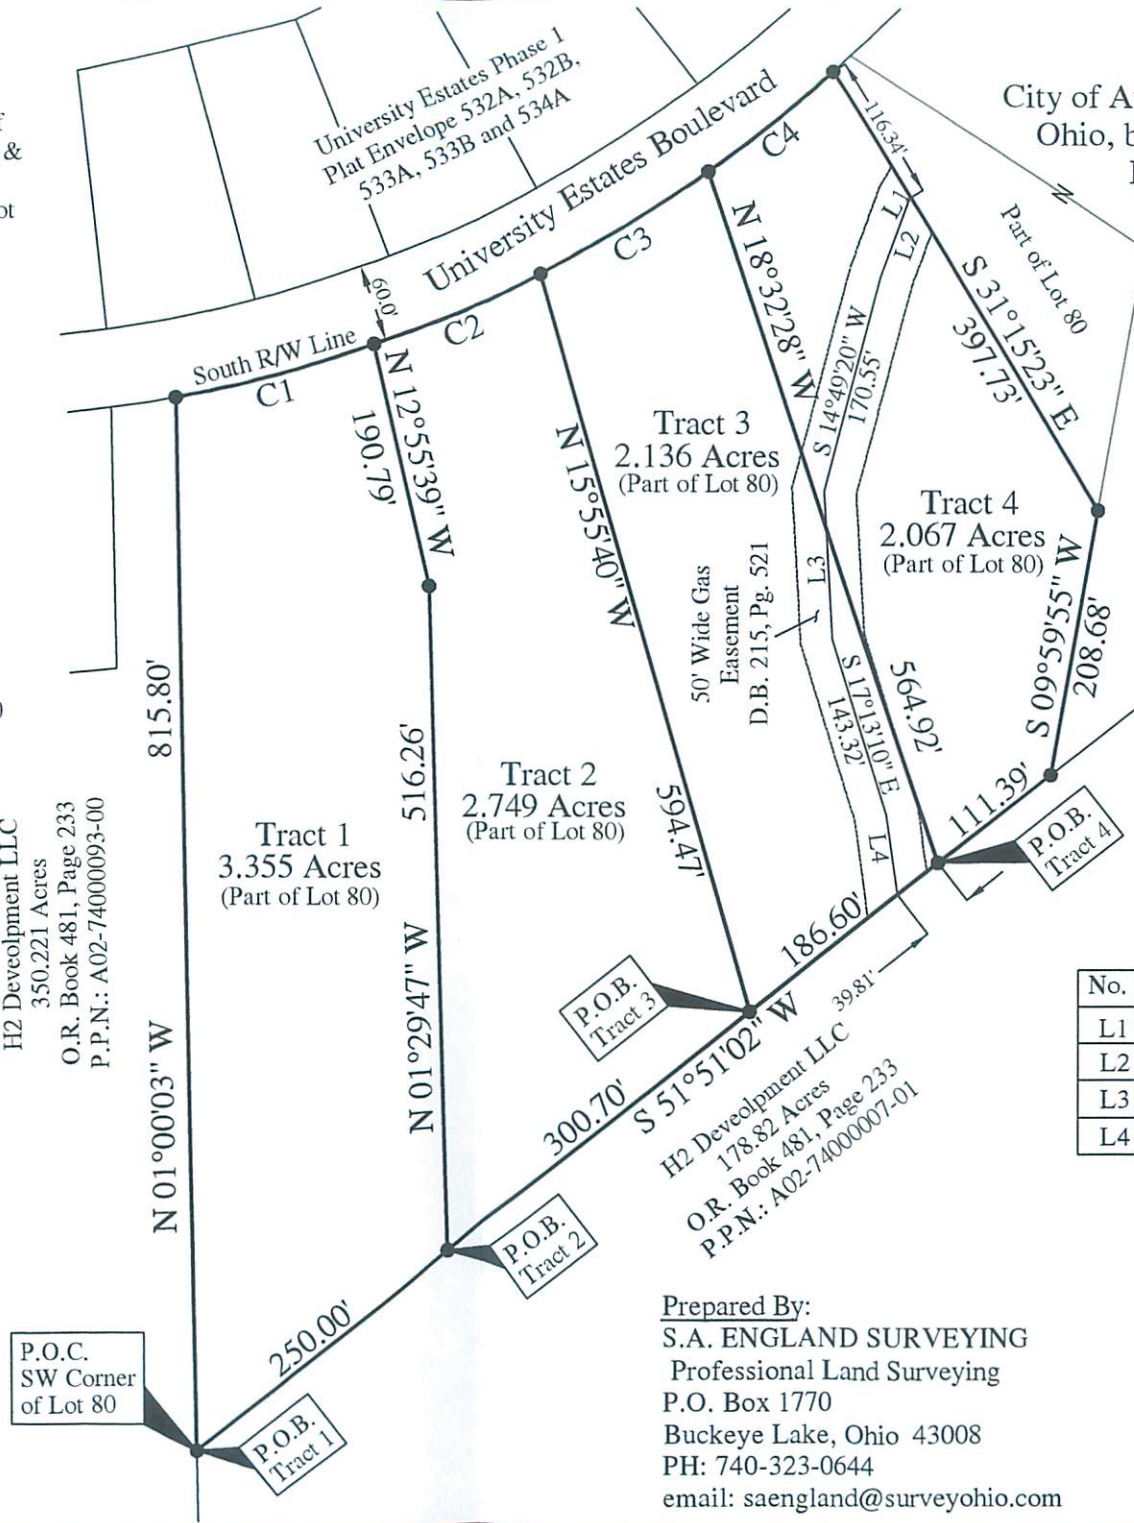 University Estates Phase 1
Plat Envelope 532A, 532B,
533A, 533B and 534A
University Estates Boulevard
60.0'
South R/W Line
C1
C2
C3
C4
116.34'
City of A
Ohio, b
&
N
Part of Lot 80
L1
L2
S 31°15'23" E
397.73'
N 18°32'28" W
564.92'
S 14°49'20" W
170.55'
N 12°55'39" W
190.79'
N 15°55'40" W
594.47'
Tract 3
2.136 Acres
(Part of Lot 80)
Tract 4
2.067 Acres
(Part of Lot 80)
50' Wide Gas
Easement
D.B. 215, Pg. 521
L3
S 17°13'10" E
143.32'
L4
S 09°59'55" W
208.68'
111.39'
P.O.B.
Tract 4
815.80'
N 01°00'03" W
516.26'
N 01°29'47" W
Tract 2
2.749 Acres
(Part of Lot 80)
Tract 1
3.355 Acres
(Part of Lot 80)
H2 Deveolpment LLC
350.221 Acres
O.R. Book 481, Page 233
P.P.N.: A02-74000093-00
186.60'
39.81'
P.O.B.
Tract 3
300.70'
S 51°51'02" W
H2 Deveolpment LLC
178.82 Acres
O.R. Book 481, Page 233
P.P.N.: A02-74000007-01
No.
L1
L2
L3
L4
P.O.B.
Tract 2
250.00'
P.O.C.
SW Corner
of Lot 80
P.O.B.
Tract 1
Prepared By:
S.A. ENGLAND SURVEYING
Professional Land Surveying
P.O. Box 1770
Buckeye Lake, Ohio 43008
PH: 740-323-0644
email: saengland@surveyohio.com